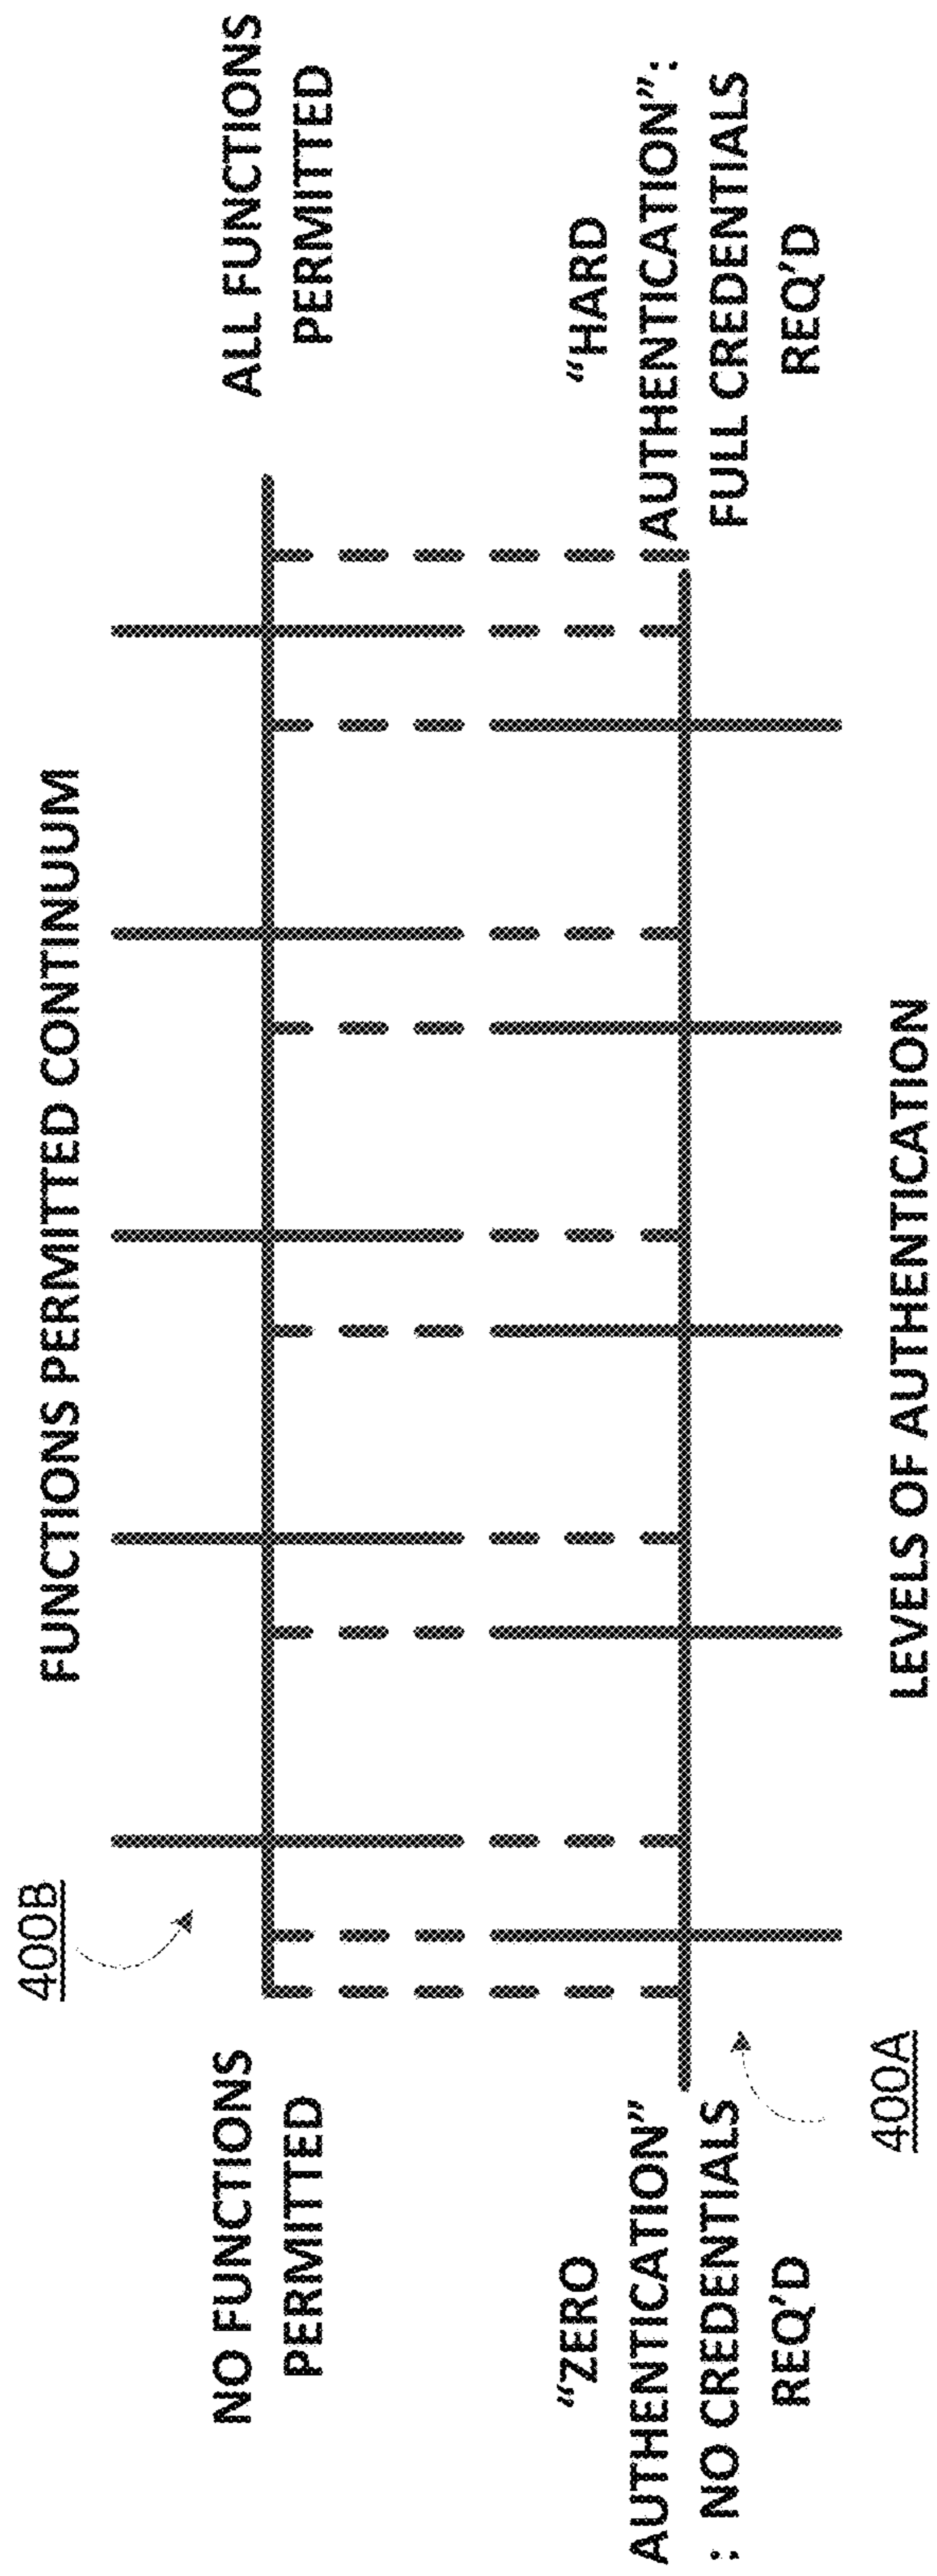 FUNCTIONS PERMITTED CONTINUUM
400B
NO FUNCTIONS
PERMITTED
ALL FUNCTIONS
PERMITTED
“ZERO
AUTHENTICATION”
: NO CREDENTIALS
REQ’D
“HARD
AUTHENTICATION”:
FULL CREDENTIALS
REQ’D
400A
LEVELS OF AUTHENTICATION